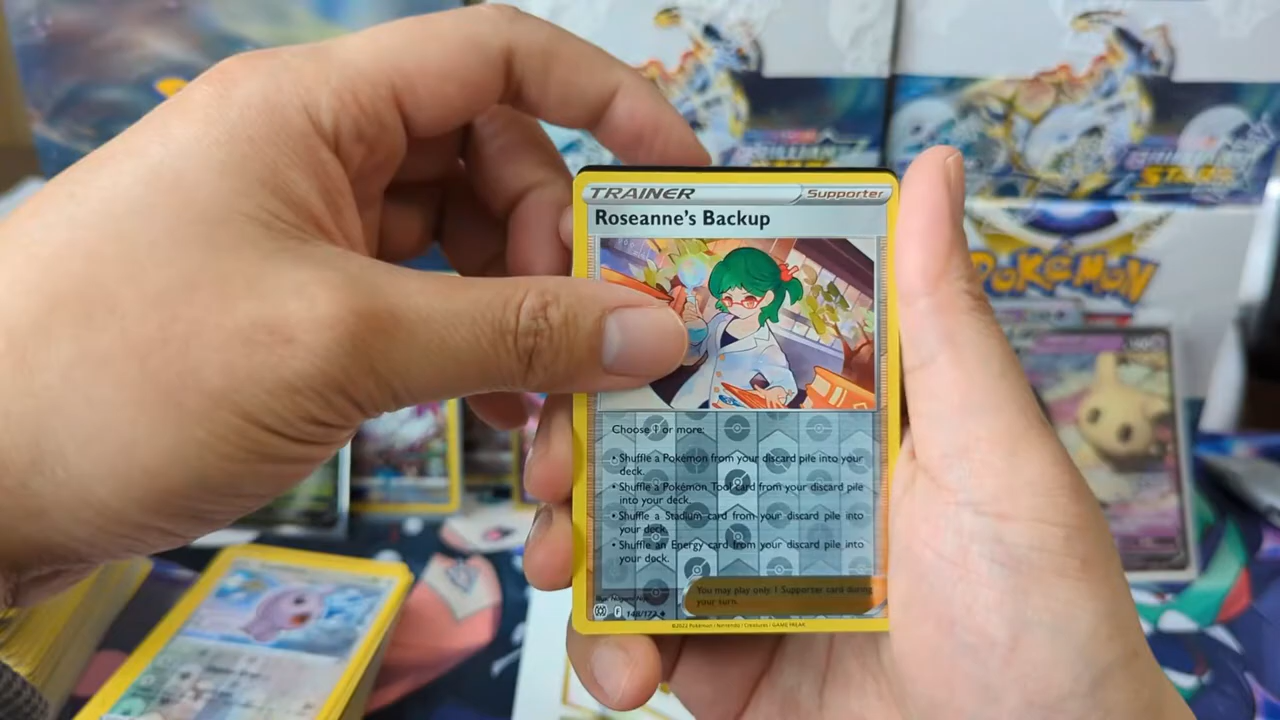 TRAINER
Supporter
Roseanne's Backup
Choose 1 or more:
• Shuffle a Pokémon from your discard pile into your
deck.
• Shuffle a Pokémon Tool card from your discard pile
into your deck.
• Shuffle a Stadium card from your discard pile into
your deck.
• Shuffle an Energy card from your discard pile into
your deck.
You may play only 1 Supporter card during
your turn.
F 148/172
©2022 Pokémon / Nintendo / Creatures / GAME FREAK
BRILLIANT
STARS
POKÉMON